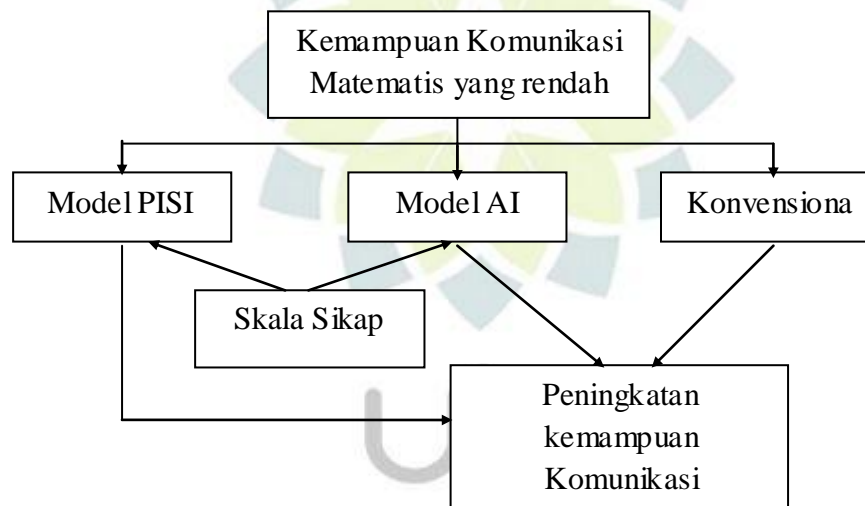 Kemampuan Komunikasi
Matematis yang rendah
Model PISI
Model AI
Konvensiona
Skala Sikap
Peningkatan
kemampuan
Komunikasi